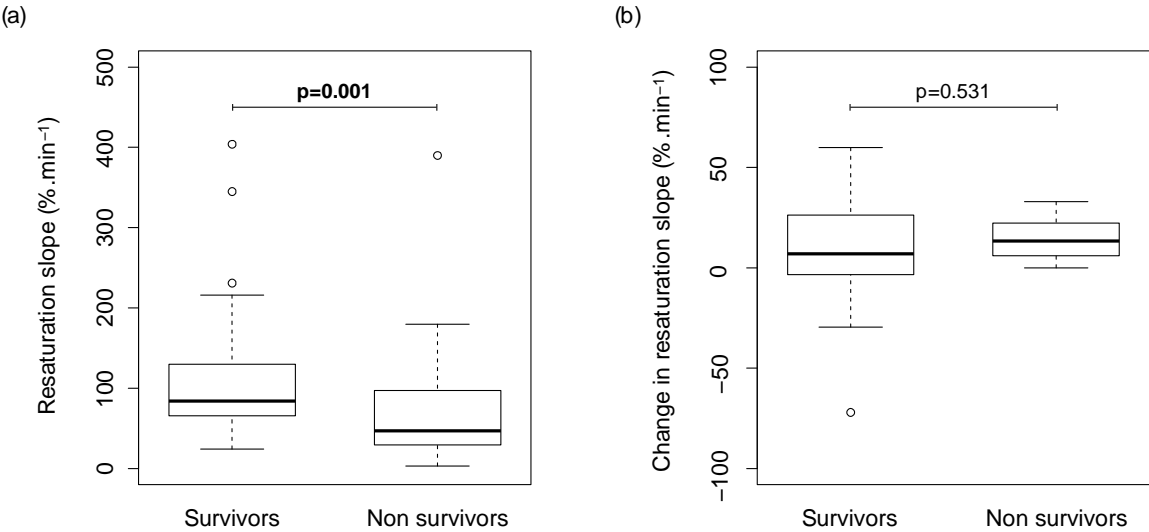 (a)
Resaturation slope (%.min⁻¹)
500
400
300
200
100
0
p=0.001
Survivors
Non survivors
(b)
Change in resaturation slope (%.min⁻¹)
100
50
0
−50
−100
p=0.531
Survivors
Non survivors